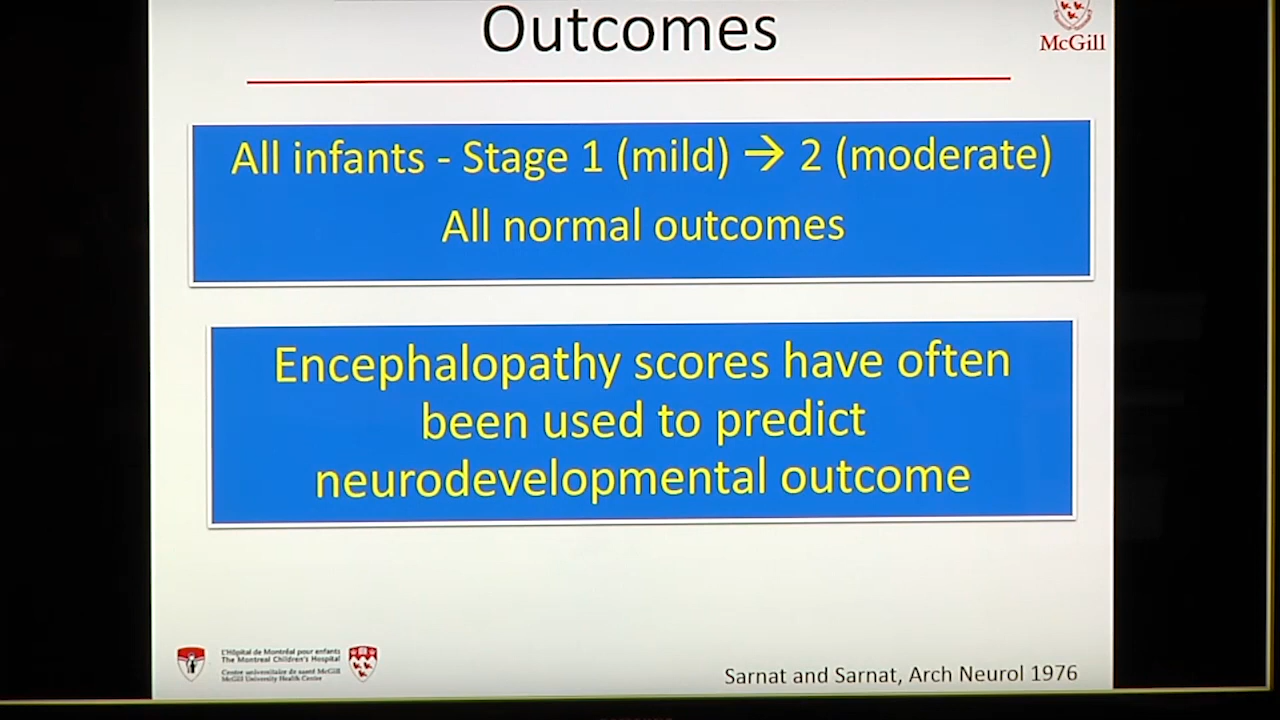 Outcomes
McGill
All infants - Stage 1 (mild) → 2 (moderate)
All normal outcomes
Encephalopathy scores have often
been used to predict
neurodevelopmental outcome
L'Hôpital de Montréal pour enfants
The Montreal Children's Hospital
Centre universitaire de santé McGill
McGill University Health Center
Sarnat and Sarnat, Arch Neurol 1976